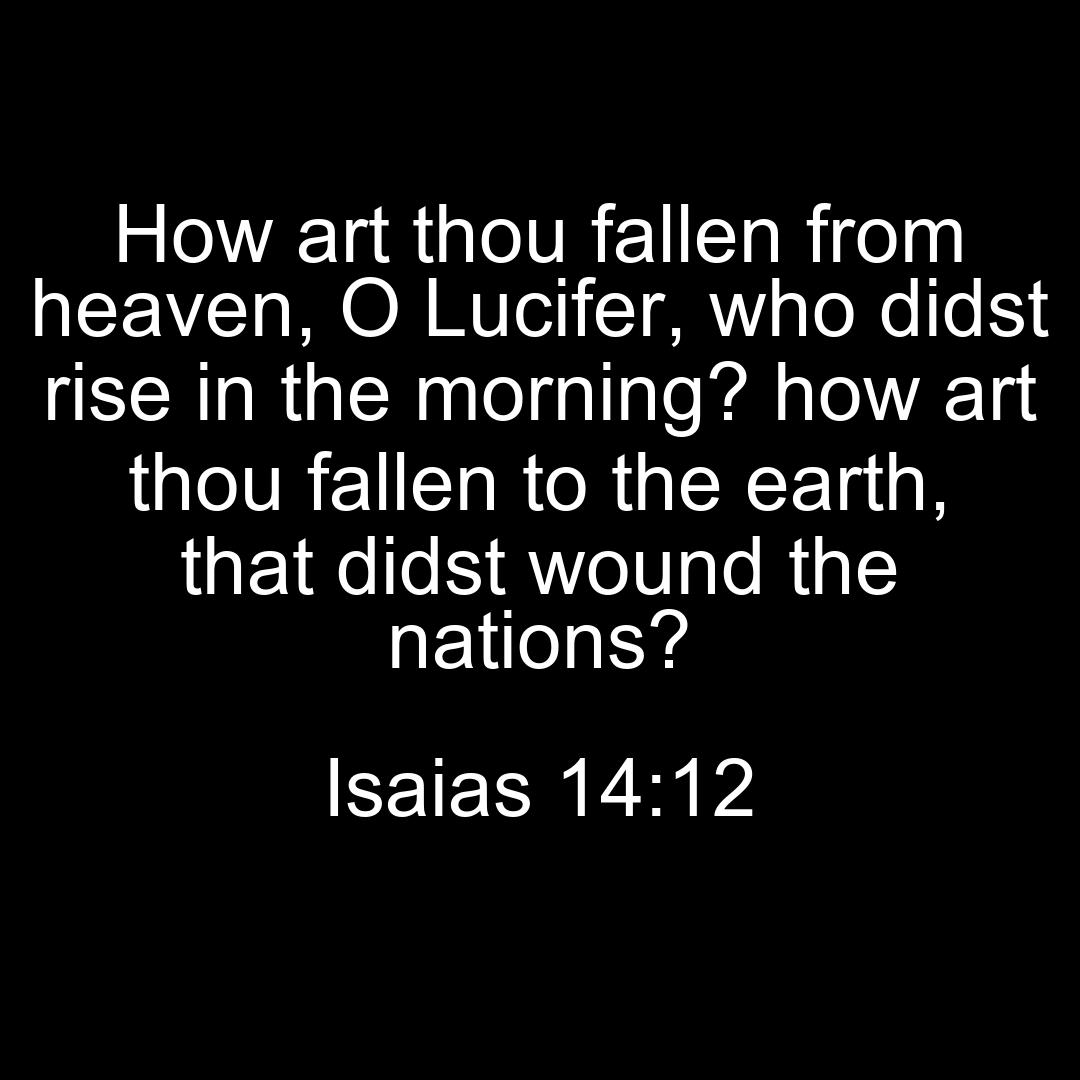 How art thou fallen from
heaven, O Lucifer, who didst
rise in the morning? how art
thou fallen to the earth,
that didst wound the
nations?
Isaias 14:12